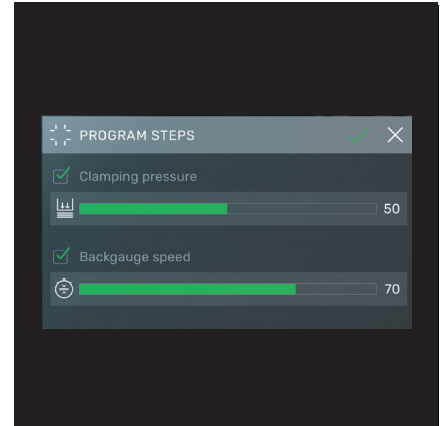 PROGRAM STEPS
Clamping pressure
50
Backgauge speed
70